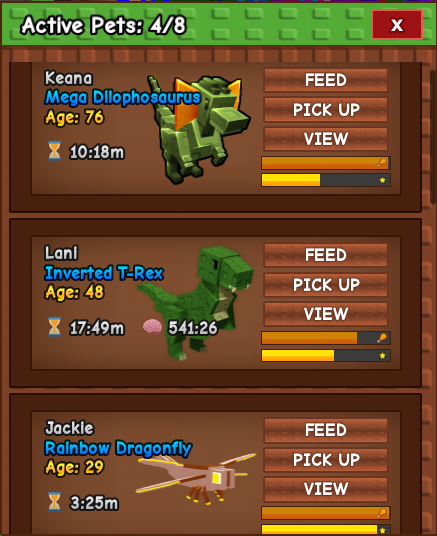 Active Pets: 4/8
X
Keana
Mega Dilophosaurus
Age: 76
10:18m
FEED
PICK UP
VIEW
Lani
Inverted T-Rex
Age: 48
17:49m
541:26
FEED
PICK UP
VIEW
Jackie
Rainbow Dragonfly
Age: 29
3:25m
FEED
PICK UP
VIEW